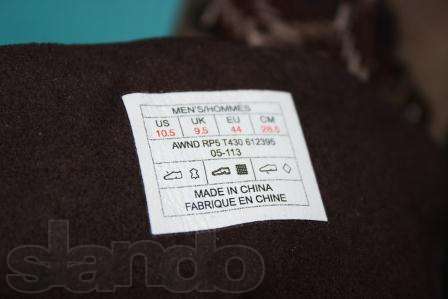 MEN'S/HOMMES
US UK EU CM
10.5 9.5 44 28.5
AWND RP5 T430 612395
05-113
MADE IN CHINA
FABRIQUE EN CHINE
slando